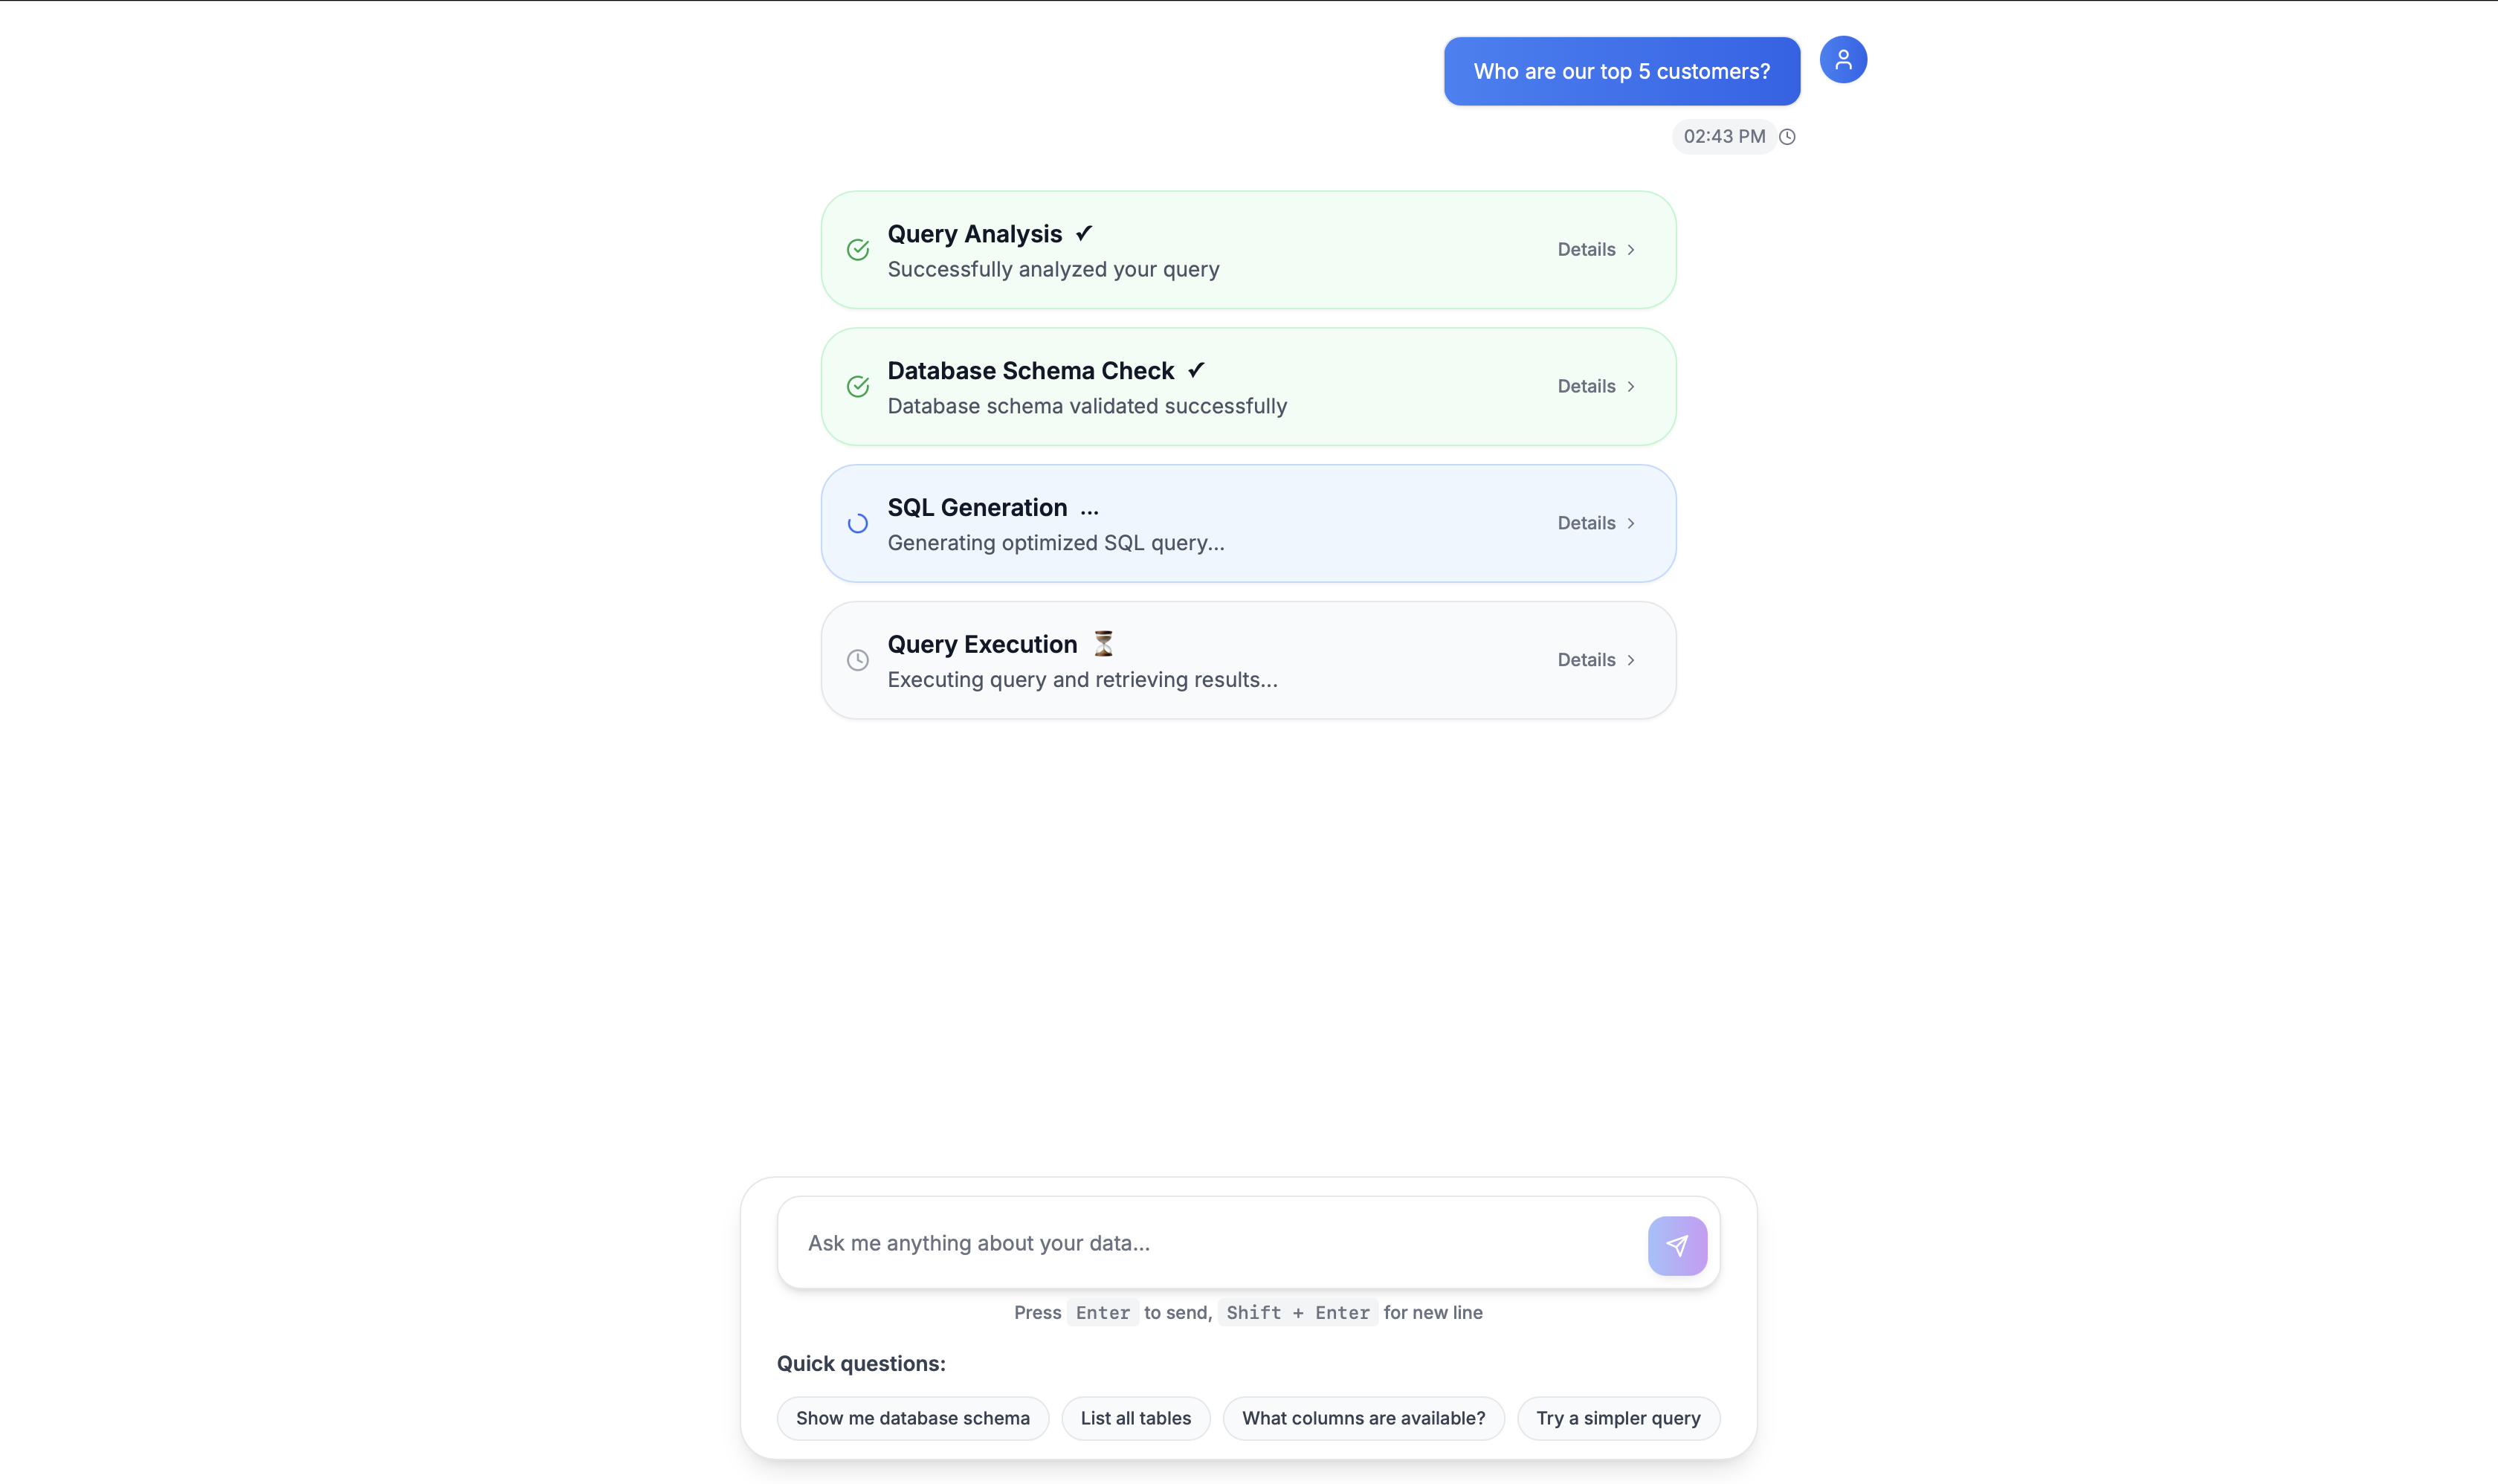 Who are our top 5 customers?
02:43 PM
Query Analysis ✓
Successfully analyzed your query
Details
Database Schema Check ✓
Database schema validated successfully
Details
SQL Generation ...
Generating optimized SQL query...
Details
Query Execution ⏳
Executing query and retrieving results...
Details
Ask me anything about your data...
Press Enter to send, Shift + Enter for new line
Quick questions:
Show me database schema
List all tables
What columns are available?
Try a simpler query